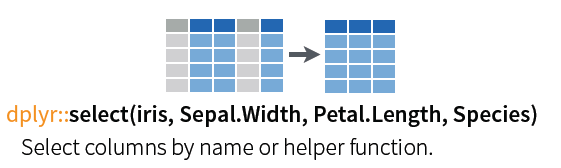 dplyr::select(iris, Sepal.Width, Petal.Length, Species)
Select columns by name or helper function.